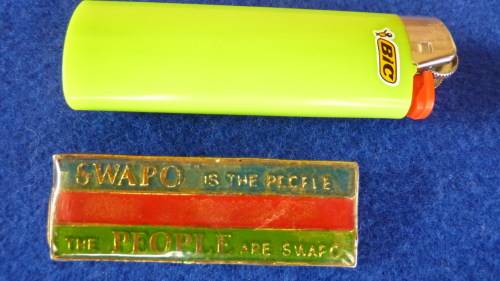 BIC
SWAPO IS THE PEOPLE
THE PEOPLE ARE SWAPO